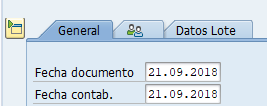 General Datos Lote
Fecha documento 21.09.2018
Fecha contab. 21.09.2018